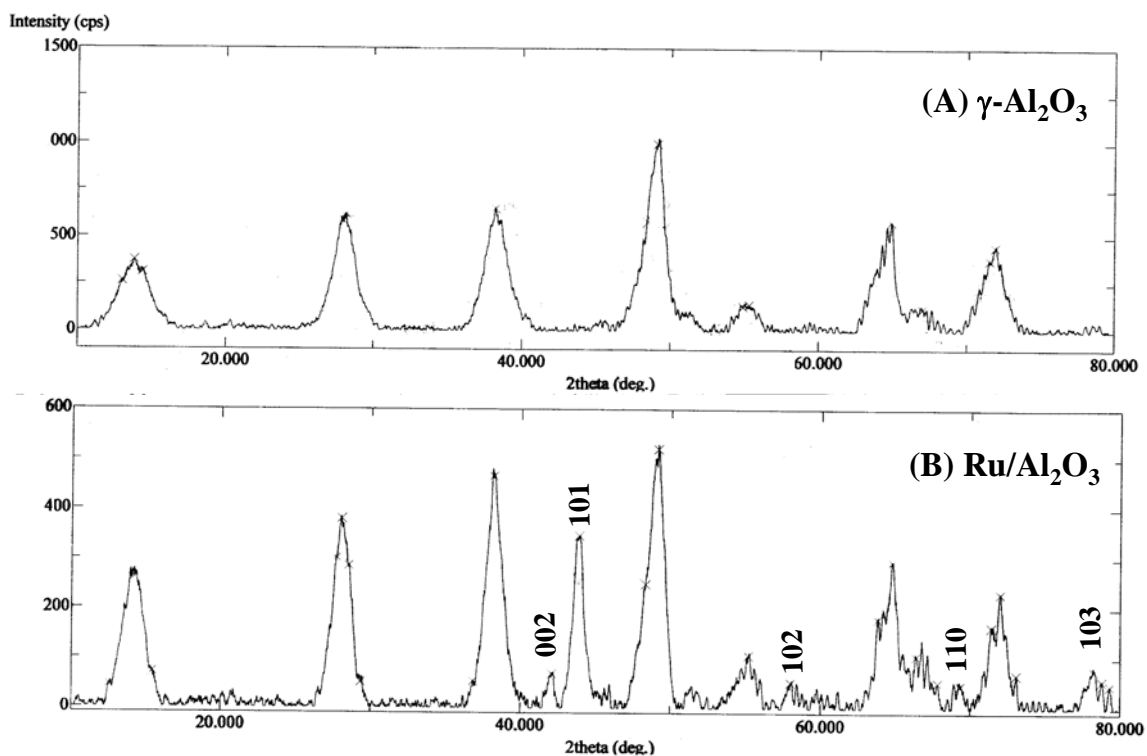 Intensity (cps)
1500
(A) γ-Al₂O₃
000
500
0
20.000 40.000 60.000 80.000
2theta (deg.)
600
(B) Ru/Al₂O₃
400
101
200
002
102
110
103
0
20.000 40.000 60.000 80.000
2theta (deg.)